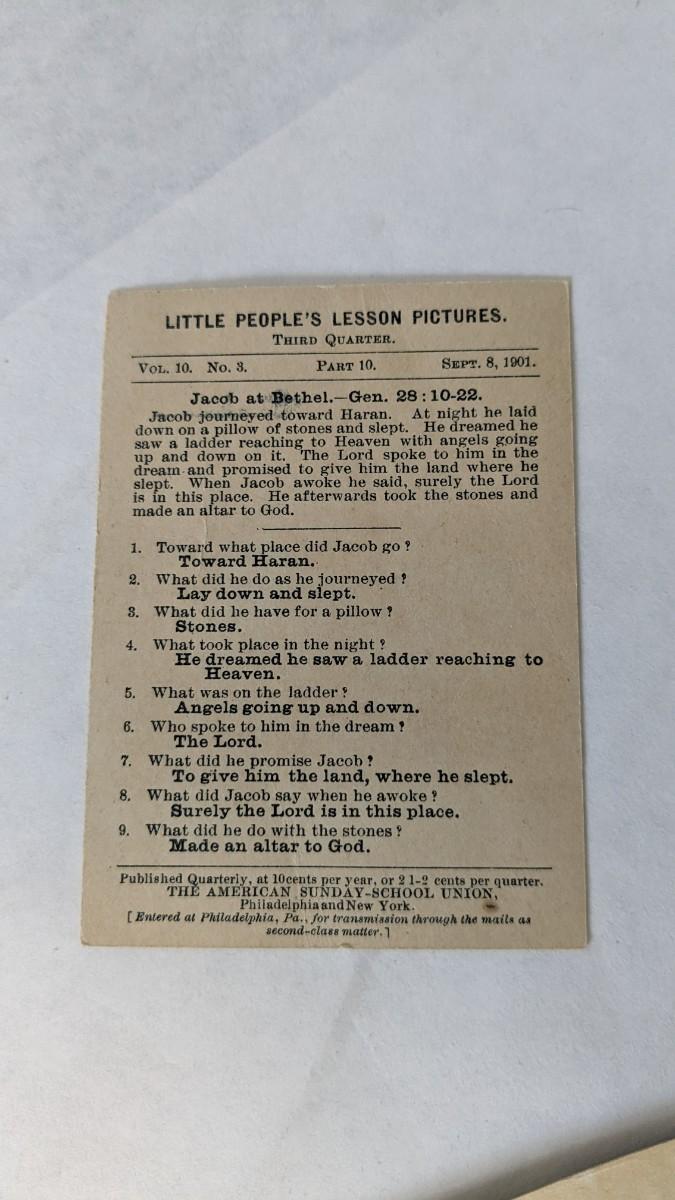 LITTLE PEOPLE'S LESSON PICTURES.
THIRD QUARTER.
VOL. 10. NO. 3. PART 10. SEPT. 8, 1901.
Jacob at Bethel.—Gen. 28:10-22.
Jacob journeyed toward Haran. At night he laid
down on a pillow of stones and slept. He dreamed he
saw a ladder reaching to Heaven with angels going
up and down on it. The Lord spoke to him in the
dream and promised to give him the land where he
slept. When Jacob awoke he said, surely the Lord
is in this place. He afterwards took the stones and
made an altar to God.
1. Toward what place did Jacob go?
Toward Haran.
2. What did he do as he journeyed?
Lay down and slept.
3. What did he have for a pillow?
Stones.
4. What took place in the night?
He dreamed he saw a ladder reaching to
Heaven.
5. What was on the ladder?
Angels going up and down.
6. Who spoke to him in the dream?
The Lord.
7. What did he promise Jacob?
To give him the land, where he slept.
8. What did Jacob say when he awoke?
Surely the Lord is in this place.
9. What did he do with the stones?
Made an altar to God.
Published Quarterly, at 10cents per year, or 2 1-2 cents per quarter.
THE AMERICAN SUNDAY-SCHOOL UNION,
Philadelphia and New York.
[Entered at Philadelphia, Pa., for transmission through the mails as
second-class matter.]